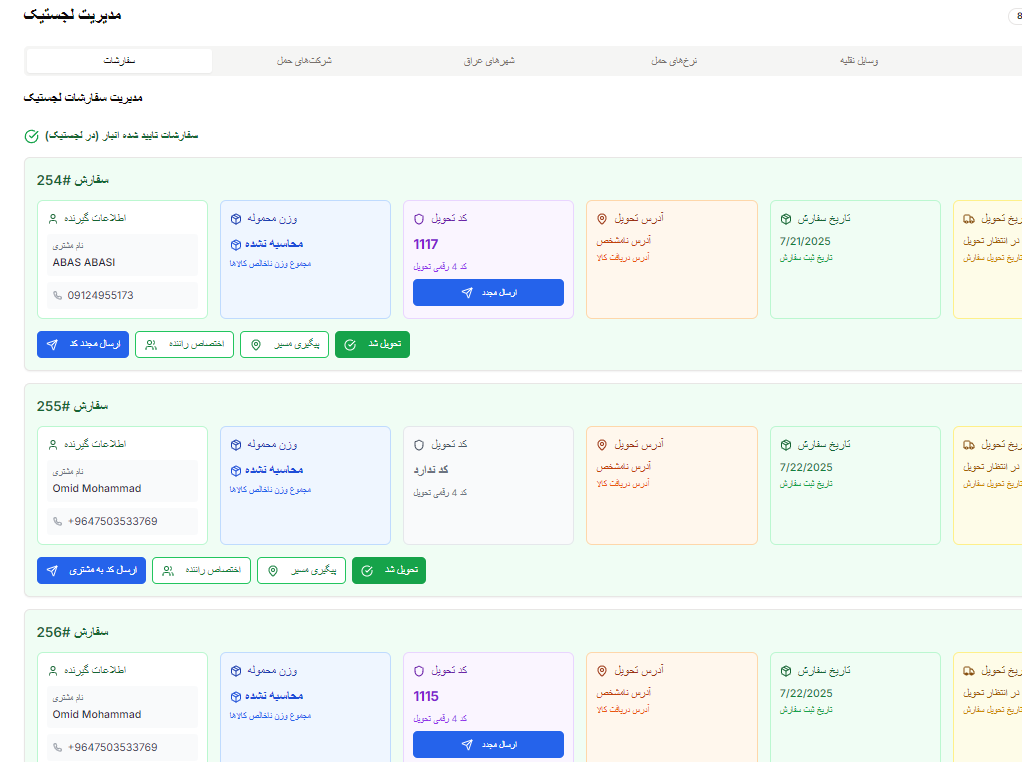 مدیریت لجستیک
8
سفارشات
شرکت‌های حمل
شهرهای عراق
نرخ‌های حمل
وسایل نقلیه
مدیریت سفارشات لجستیک
سفارشات تایید شده انبار (در لجستیک)
سفارش #254
اطلاعات گیرنده
نام مشتری
ABAS ABASI
09124955173
وزن محموله
محاسبه نشده
مجموع وزن ناخالص کالاها
کد تحویل
1117
کد 4 رقمی تحویل
ارسال مجدد
آدرس تحویل
آدرس نامشخص
آدرس دریافت کالا
تاریخ سفارش
7/21/2025
تاریخ ثبت سفارش
ریخ تحویل
در انتظار تحویل
تاریخ تحویل سفارش
ارسال مجدد کد
اختصاص راننده
پیگیری مسیر
تحویل شد
سفارش #255
اطلاعات گیرنده
نام مشتری
Omid Mohammad
+9647503533769
وزن محموله
محاسبه نشده
مجموع وزن ناخالص کالاها
کد تحویل
کد ندارد
کد 4 رقمی تحویل
آدرس تحویل
آدرس نامشخص
آدرس دریافت کالا
تاریخ سفارش
7/22/2025
تاریخ ثبت سفارش
ریخ تحویل
در انتظار تحویل
تاریخ تحویل سفارش
ارسال کد به مشتری
اختصاص راننده
پیگیری مسیر
تحویل شد
سفارش #256
اطلاعات گیرنده
نام مشتری
Omid Mohammad
+9647503533769
وزن محموله
محاسبه نشده
مجموع وزن ناخالص کالاها
کد تحویل
1115
کد 4 رقمی تحویل
ارسال مجدد
آدرس تحویل
آدرس نامشخص
آدرس دریافت کالا
تاریخ سفارش
7/22/2025
تاریخ ثبت سفارش
ریخ تحویل
در انتظار تحویل
تاریخ تحویل سفارش